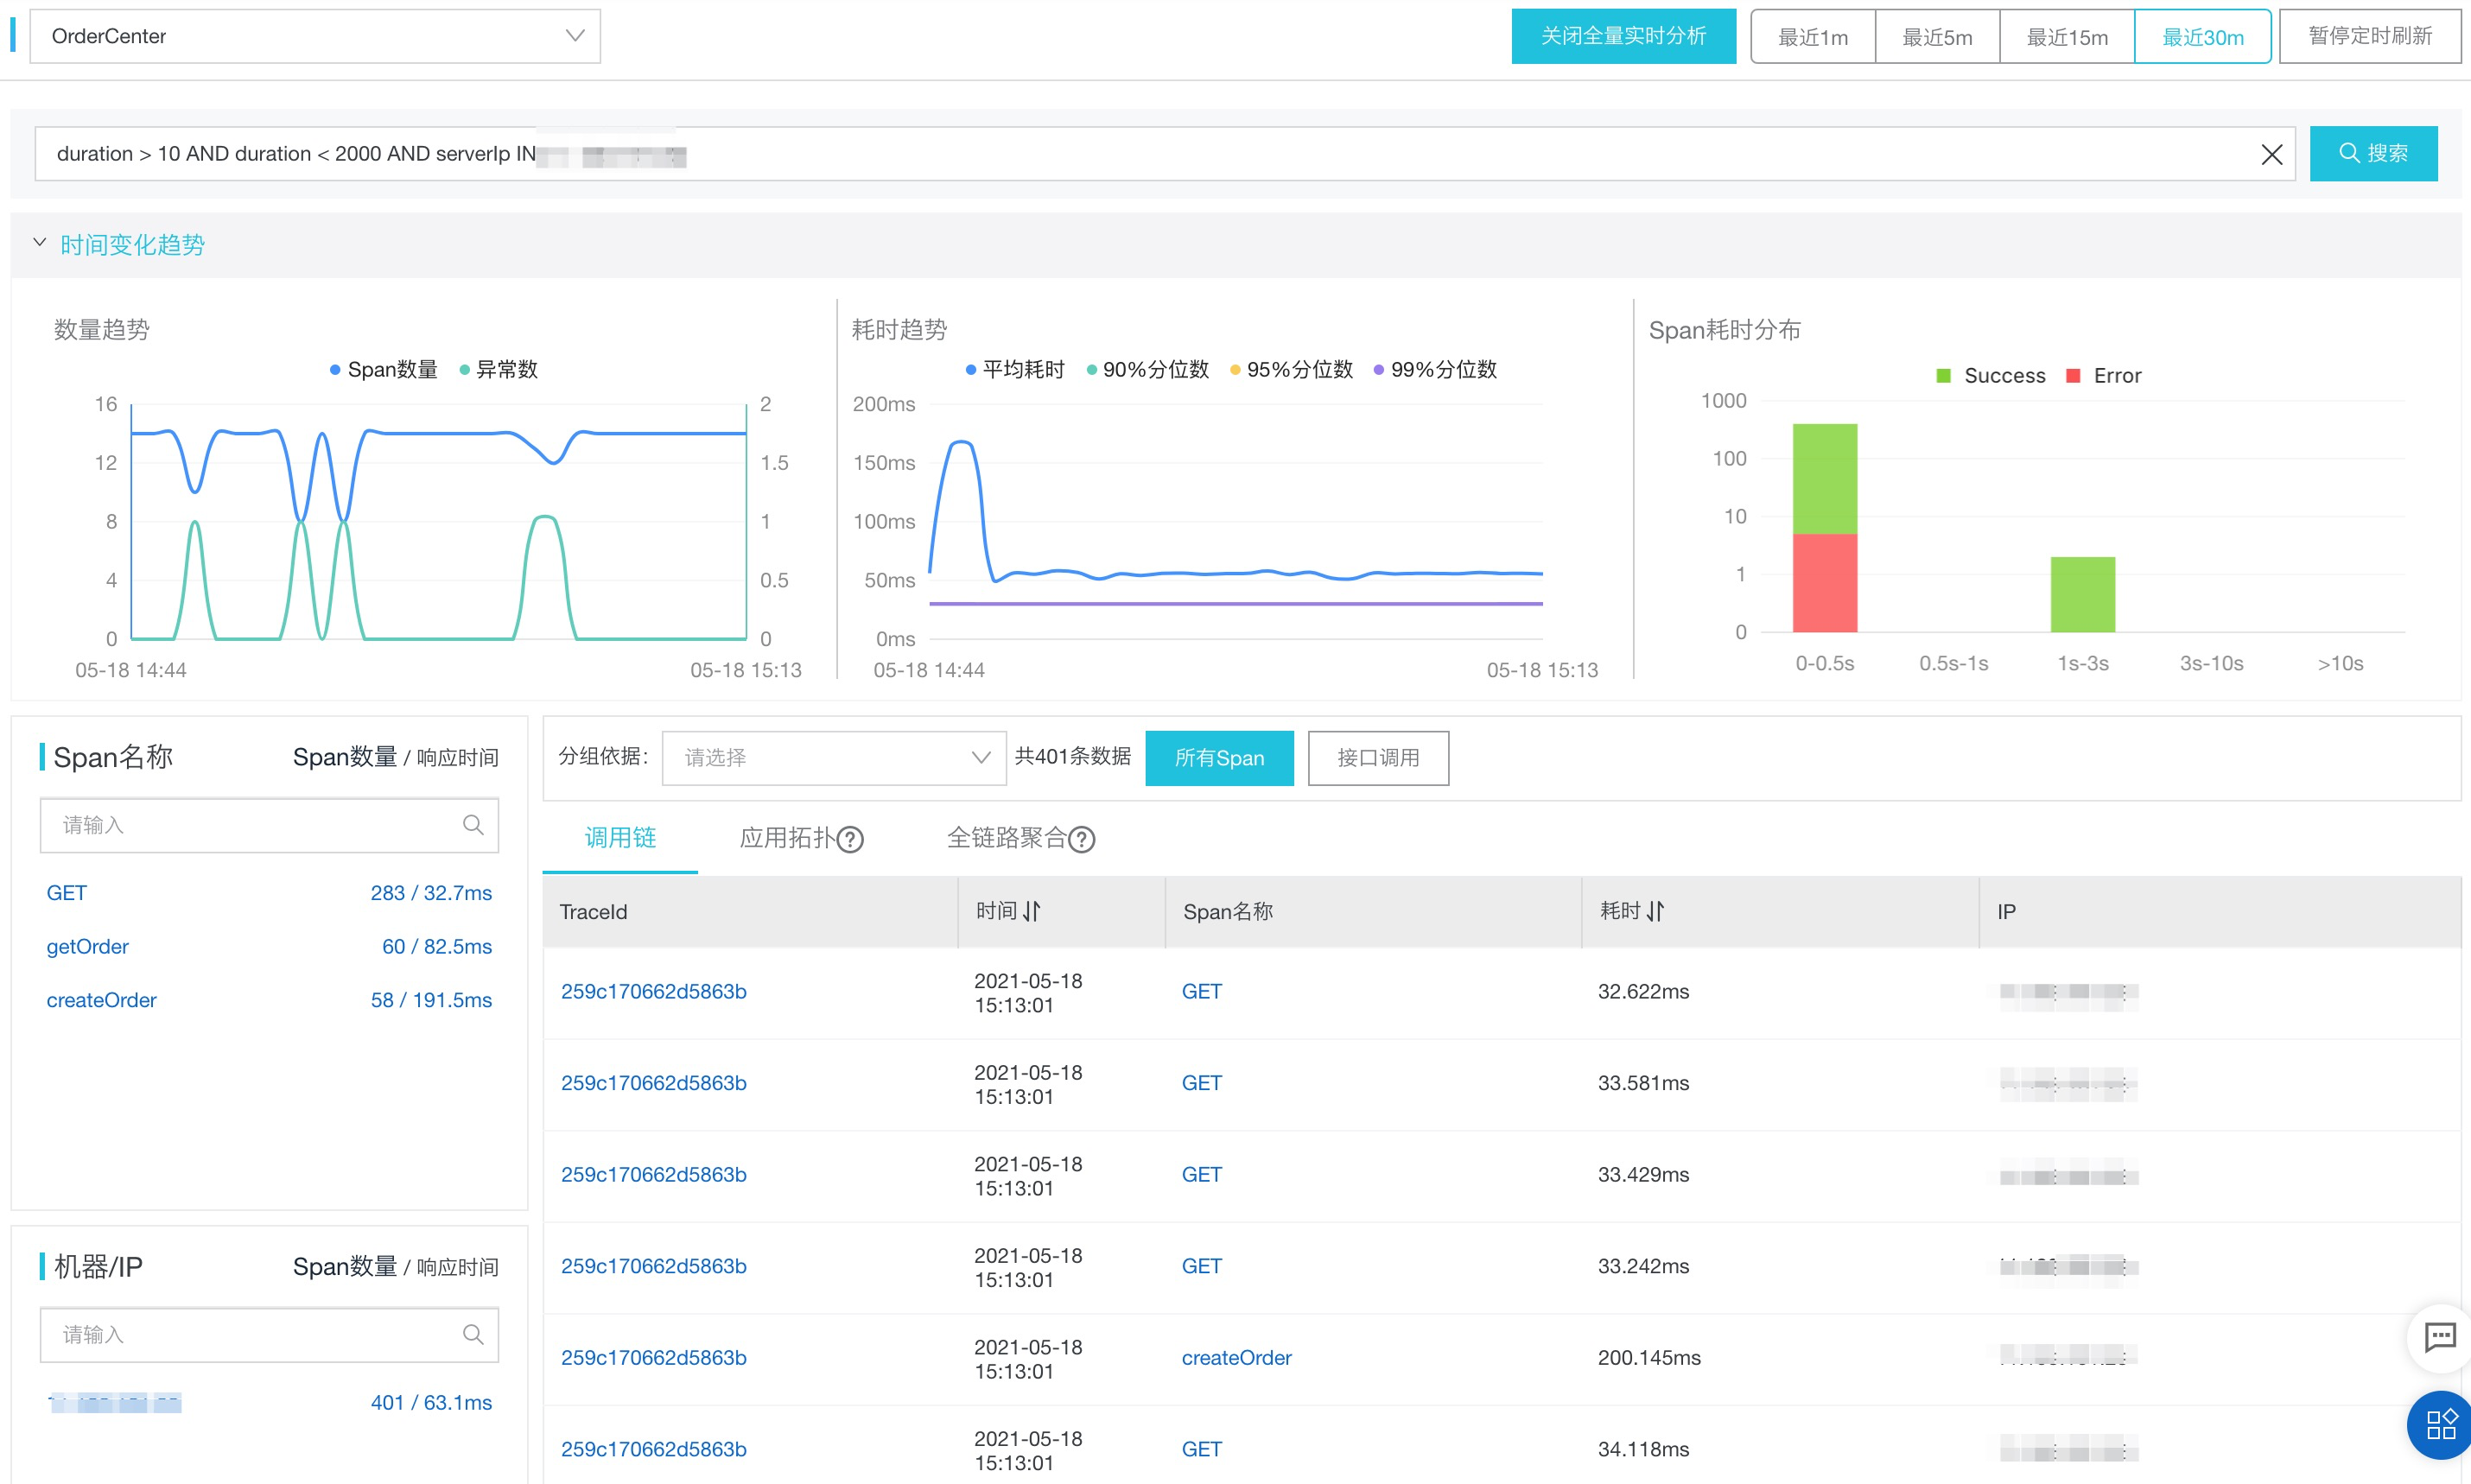 OrderCenter
关闭全量实时分析
最近1m
最近5m
最近15m
最近30m
暂停定时刷新
duration > 10 AND duration < 2000 AND serverIp IN
搜索
时间变化趋势
数量趋势
Span数量
异常数
16
12
8
4
0
2
1.5
1
0.5
0
05-18 14:44
05-18 15:13
耗时趋势
平均耗时
90%分位数
95%分位数
99%分位数
200ms
150ms
100ms
50ms
0ms
05-18 14:44
05-18 15:13
Span耗时分布
Success
Error
1000
100
10
1
0
0-0.5s
0.5s-1s
1s-3s
3s-10s
>10s
Span名称
Span数量 / 响应时间
请输入
GET 283 / 32.7ms
getOrder 60 / 82.5ms
createOrder 58 / 191.5ms
机器/IP
Span数量 / 响应时间
请输入
401 / 63.1ms
分组依据:
请选择
共401条数据
所有Span
接口调用
调用链
应用拓扑?
全链路聚合?
TraceId 时间 Span名称 耗时 IP
259c170662d5863b 2021-05-18 15:13:01 GET 32.622ms
259c170662d5863b 2021-05-18 15:13:01 GET 33.581ms
259c170662d5863b 2021-05-18 15:13:01 GET 33.429ms
259c170662d5863b 2021-05-18 15:13:01 GET 33.242ms
259c170662d5863b 2021-05-18 15:13:01 createOrder 200.145ms
259c170662d5863b 2021-05-18 15:13:01 GET 34.118ms